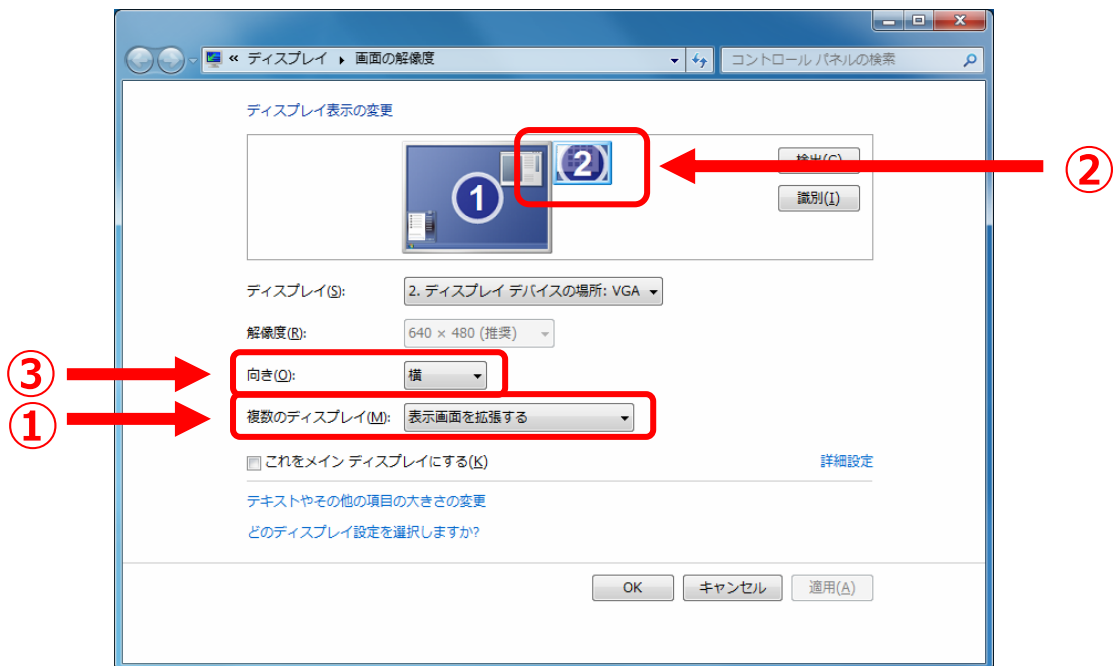 « ディスプレイ ▸ 画面の解像度
コントロール パネルの検索
ディスプレイ表示の変更
1
2
検出(C)
②
識別(I)
ディスプレイ(S): 2. ディスプレイ デバイスの場所: VGA
解像度(R): 640 × 480 (推奨)
③
向き(O): 横
①
複数のディスプレイ(M): 表示画面を拡張する
これをメイン ディスプレイにする(K)
詳細設定
テキストやその他の項目の大きさの変更
どのディスプレイ設定を選択しますか?
OK キャンセル 適用(A)